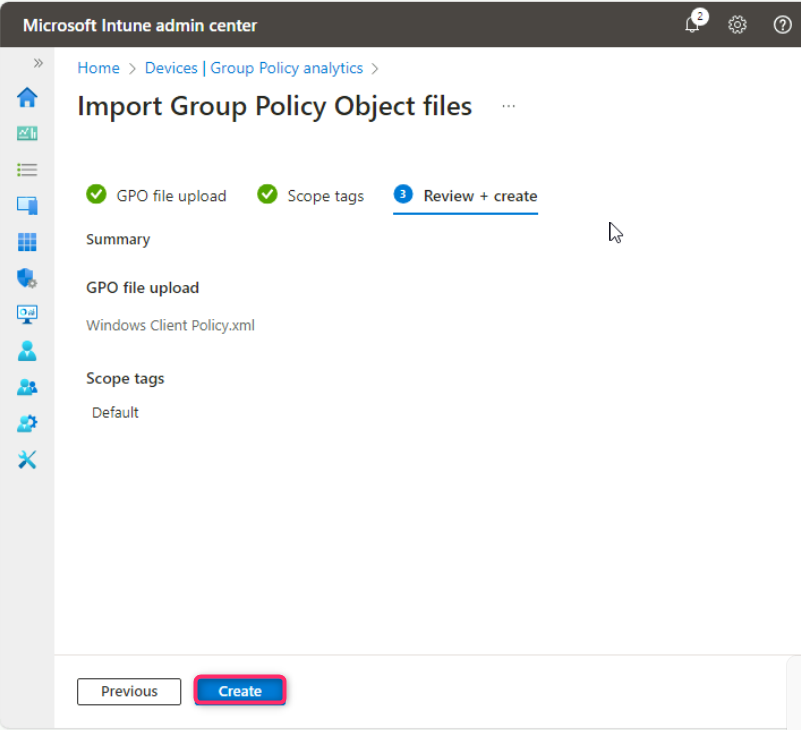 Microsoft Intune admin center
2
Home > Devices | Group Policy analytics >
Import Group Policy Object files ...
GPO file upload Scope tags 3 Review + create
Summary
GPO file upload
Windows Client Policy.xml
Scope tags
Default
Previous Create